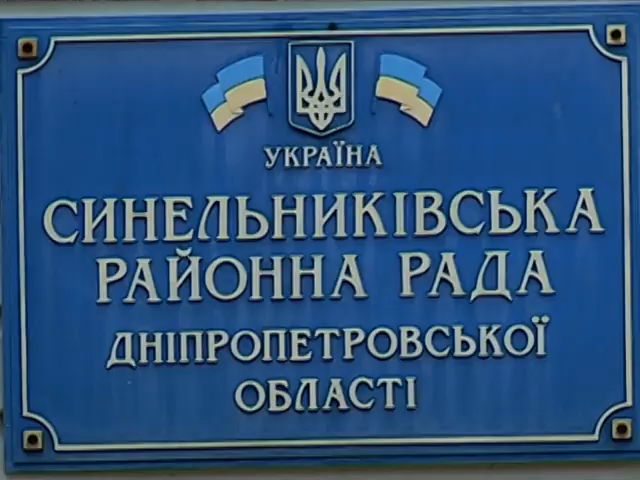 УКРАЇНА
СИНЕЛЬНИКІВСЬКА
РАЙОННА РАДА
ДНІПРОПЕТРОВСЬКОЇ
ОБЛАСТІ